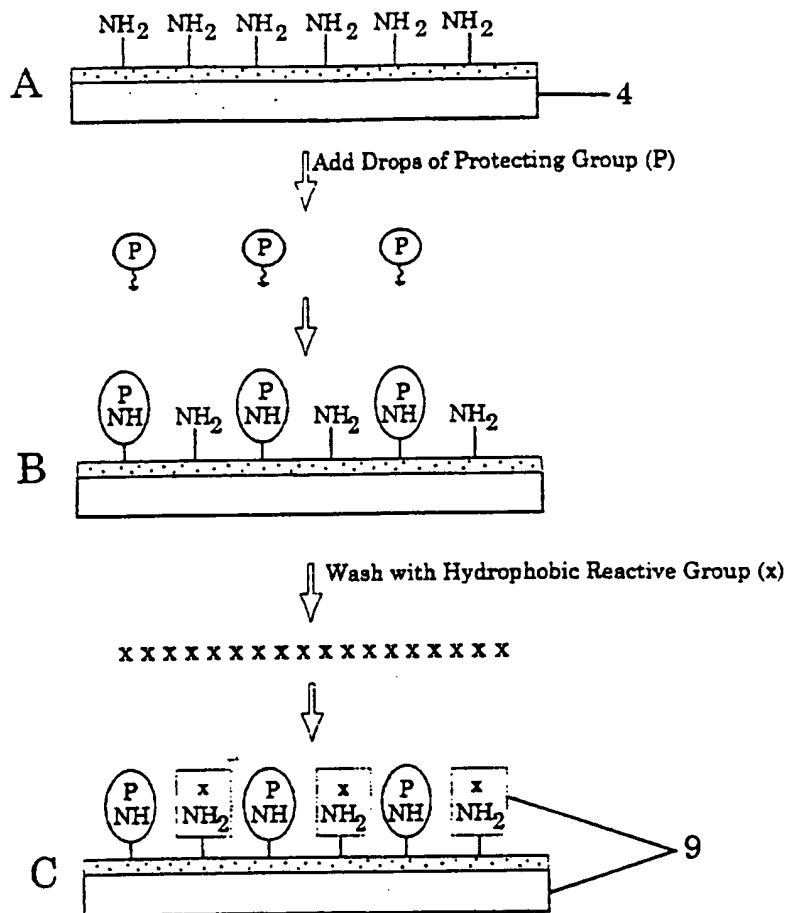 NH2 NH2 NH2 NH2 NH2 NH2
A
4
Add Drops of Protecting Group (P)
P P P
P P P
NH NH2 NH NH2 NH NH2
B
Wash with Hydrophobic Reactive Group (x)
x x x x x x x x x x x x x x x x x x
P x P x P x
NH NH2 NH NH2 NH NH2
9
C